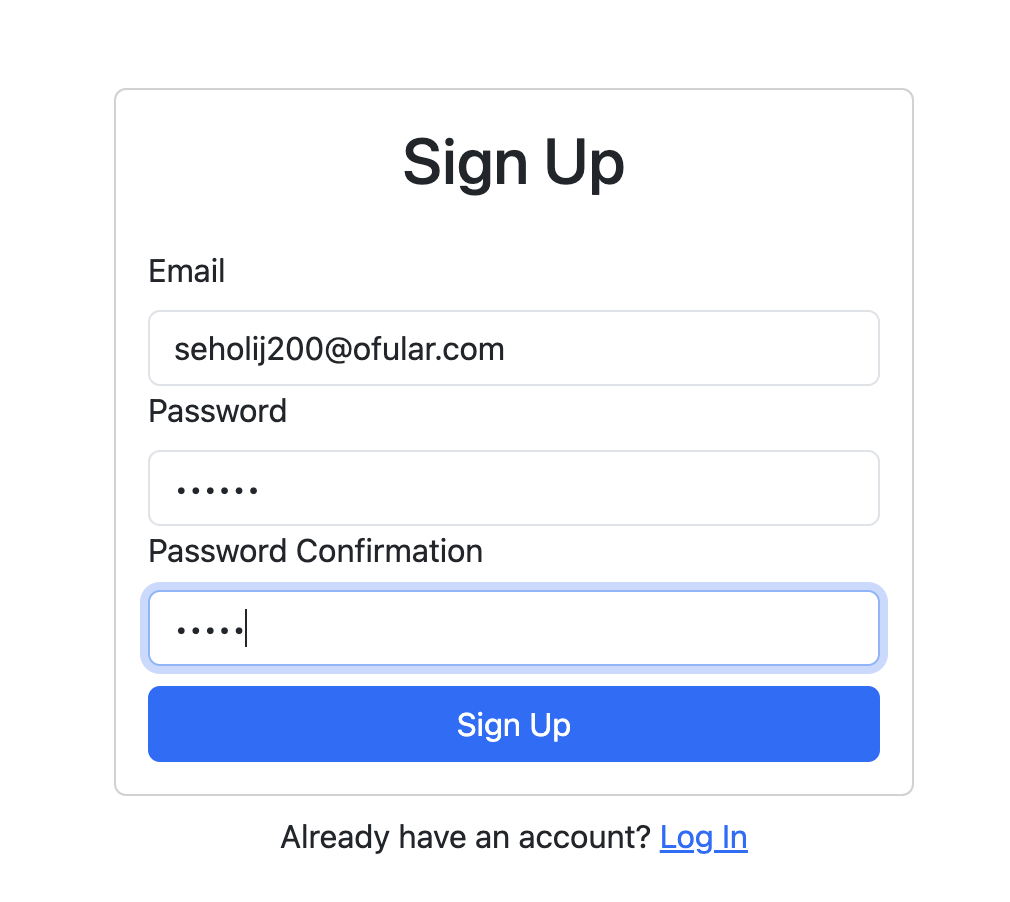 Sign Up
Email
seholij200@ofular.com
Password
••••••
Password Confirmation
•••••
Sign Up
Already have an account? Log In